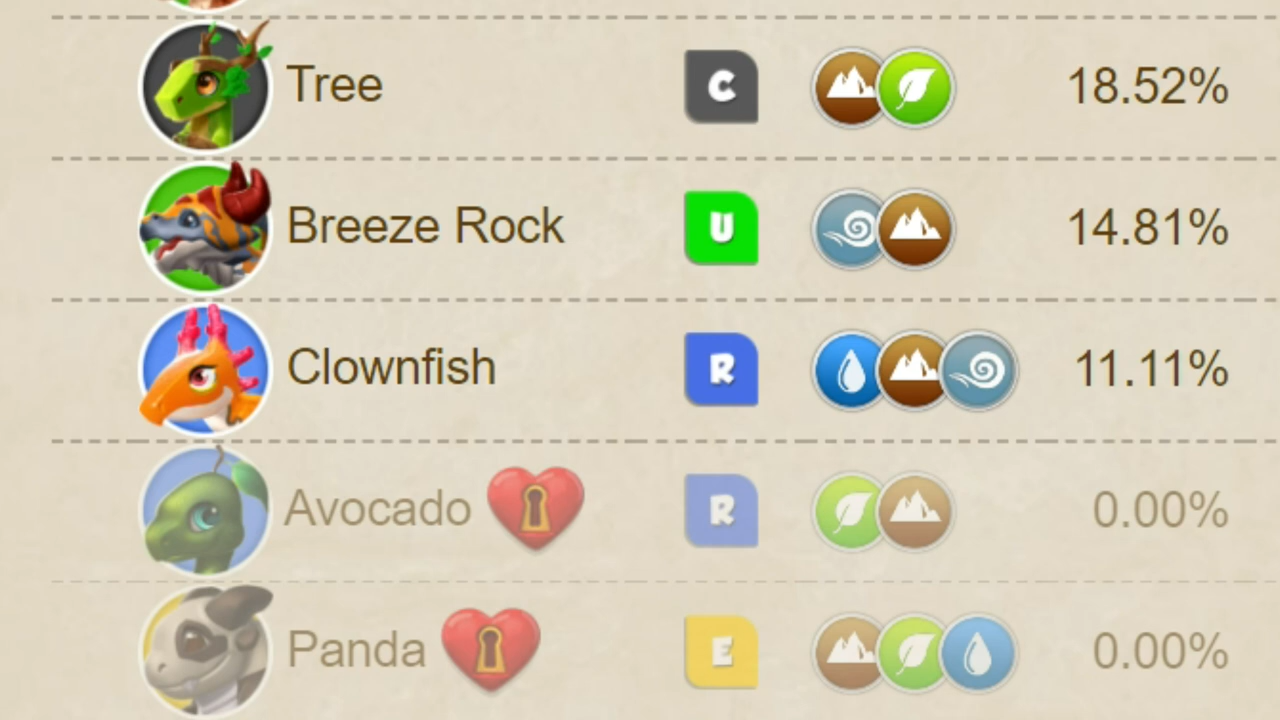 Tree C 18.52%
Breeze Rock U 14.81%
Clownfish R 11.11%
Avocado R 0.00%
Panda E 0.00%